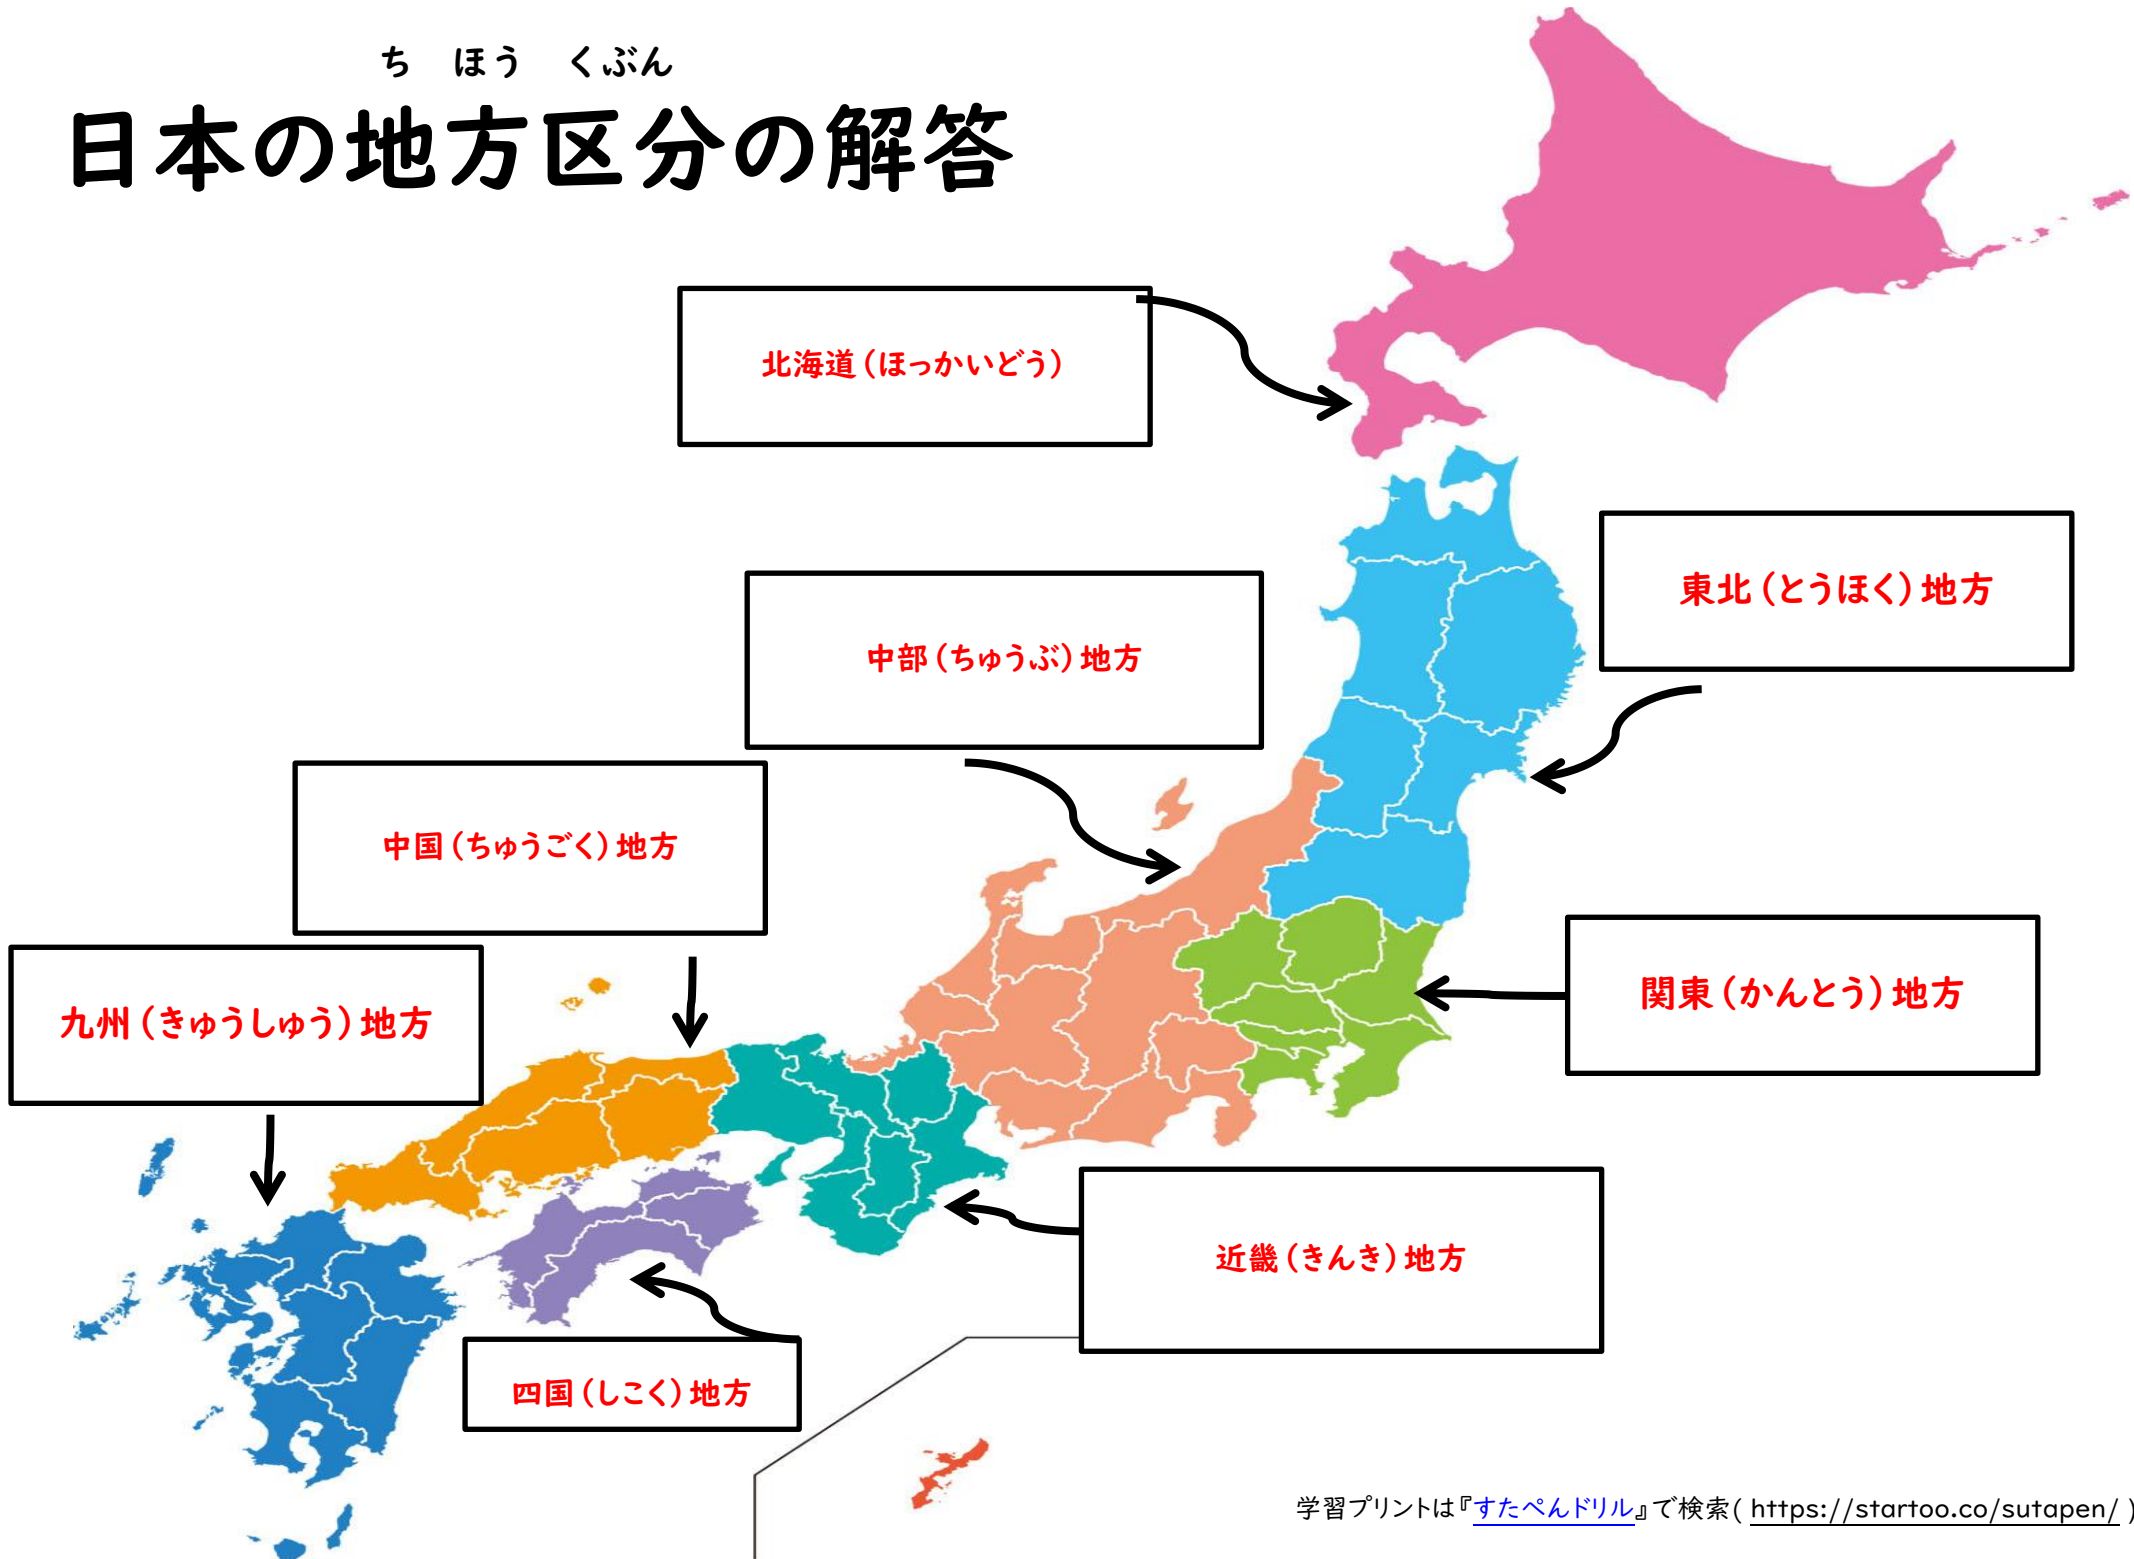 ち ほう くぶん
日本の地方区分の解答
北海道(ほっかいどう)
東北(とうほく)地方
中部(ちゅうぶ)地方
中国(ちゅうごく)地方
関東(かんとう)地方
九州(きゅうしゅう)地方
近畿(きんき)地方
四国(しこく)地方
学習プリントは『すたぺんドリル』で検索( https://startoo.co/sutapen/ )